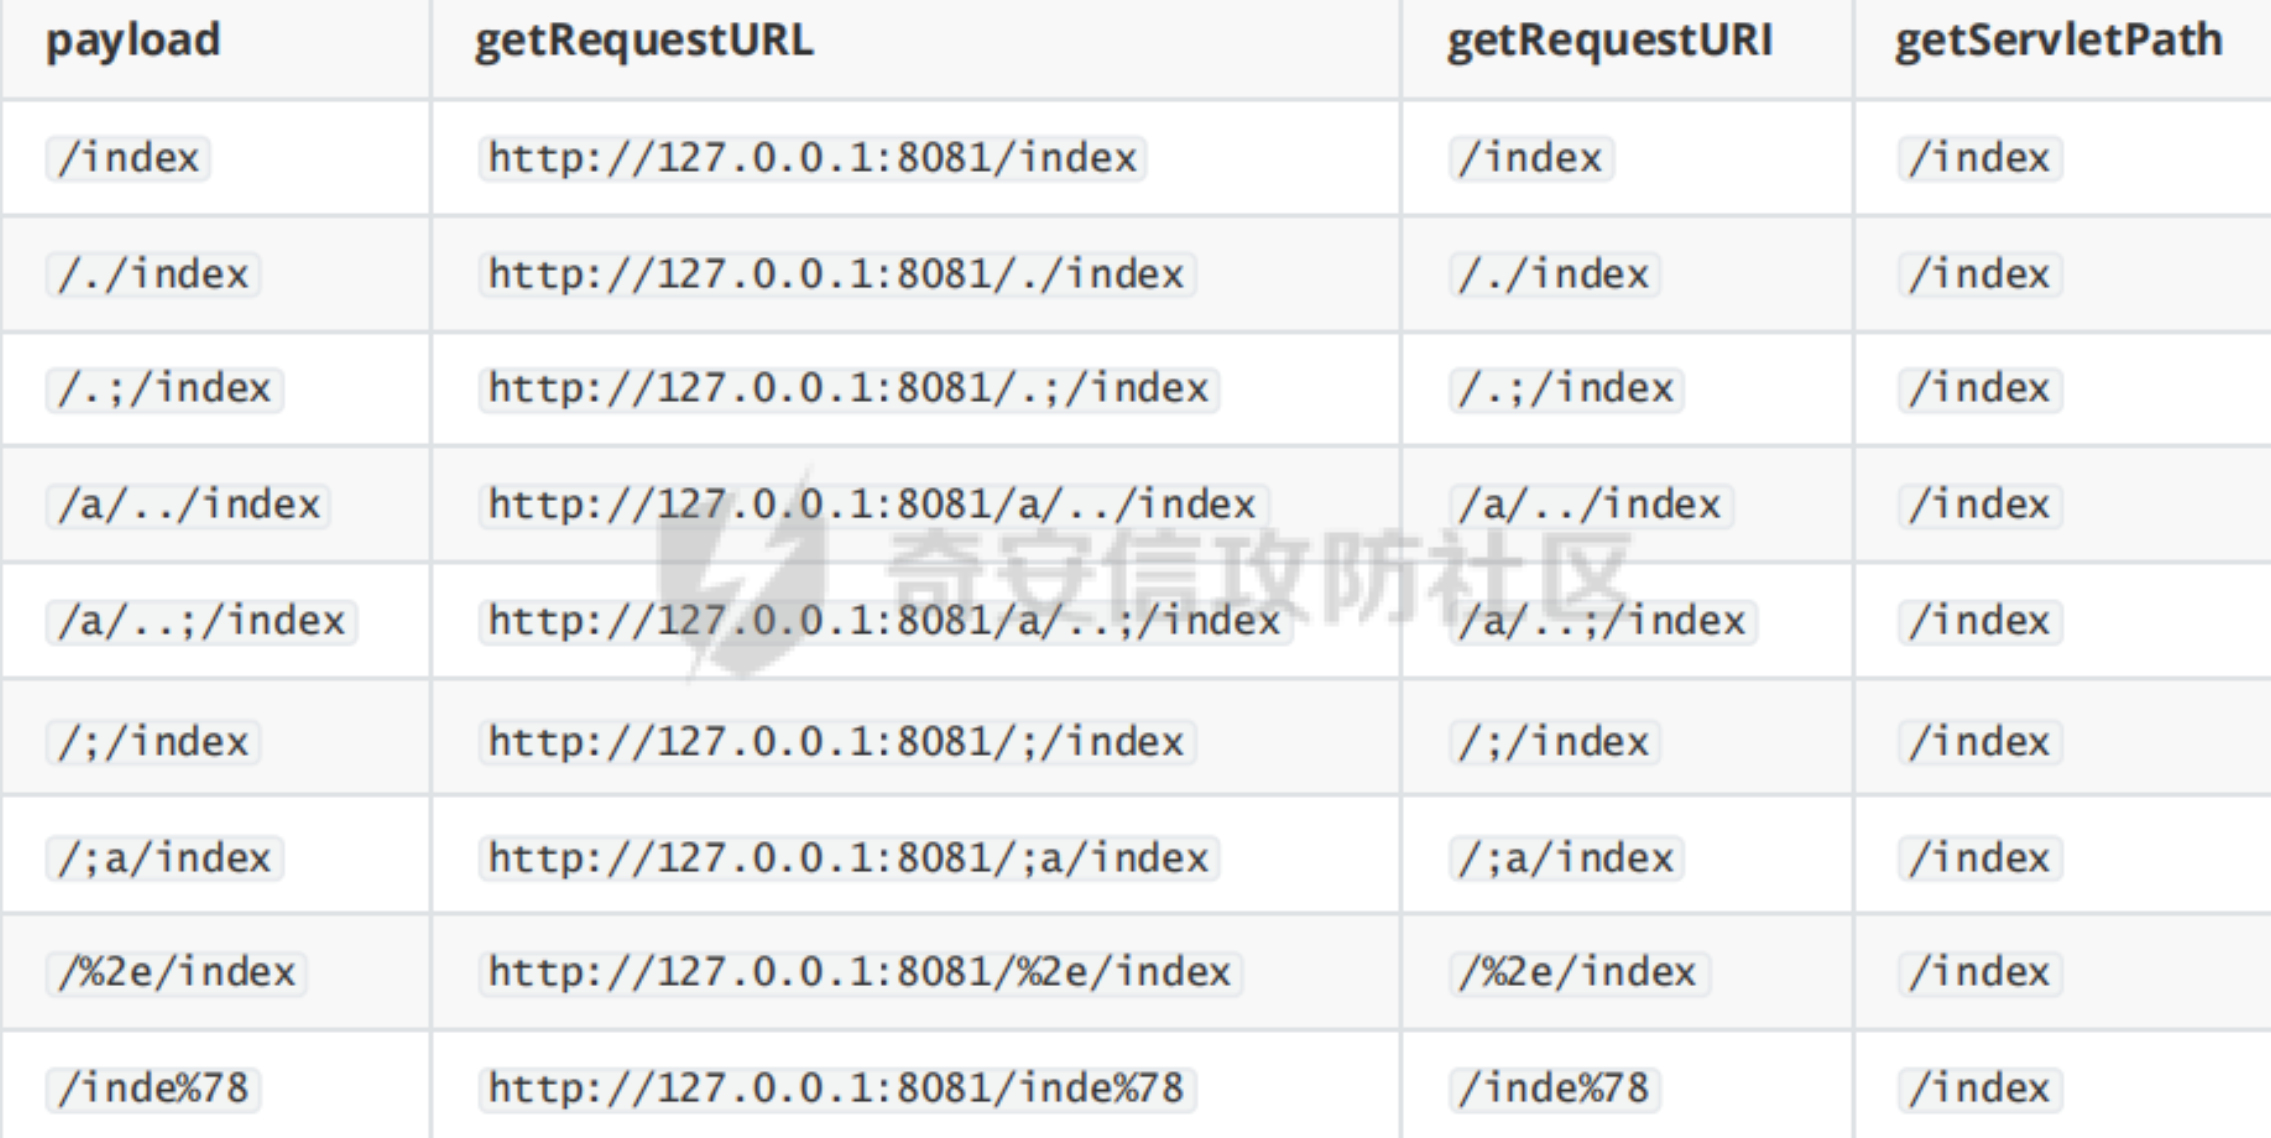 payload getRequestURL getRequestURI getServletPath
/index http://127.0.0.1:8081/index /index /index
/./index http://127.0.0.1:8081/./index /./index /index
/.;/index http://127.0.0.1:8081/.;/index /.;/index /index
/a/../index http://127.0.0.1:8081/a/../index /a/../index /index
奇安信攻防社区
/a/..;/index http://127.0.0.1:8081/a/..;/index /a/..;/index /index
/;/index http://127.0.0.1:8081/;/index /;/index /index
/;a/index http://127.0.0.1:8081/;a/index /;a/index /index
/%2e/index http://127.0.0.1:8081/%2e/index /%2e/index /index
/inde%78 http://127.0.0.1:8081/inde%78 /inde%78 /index